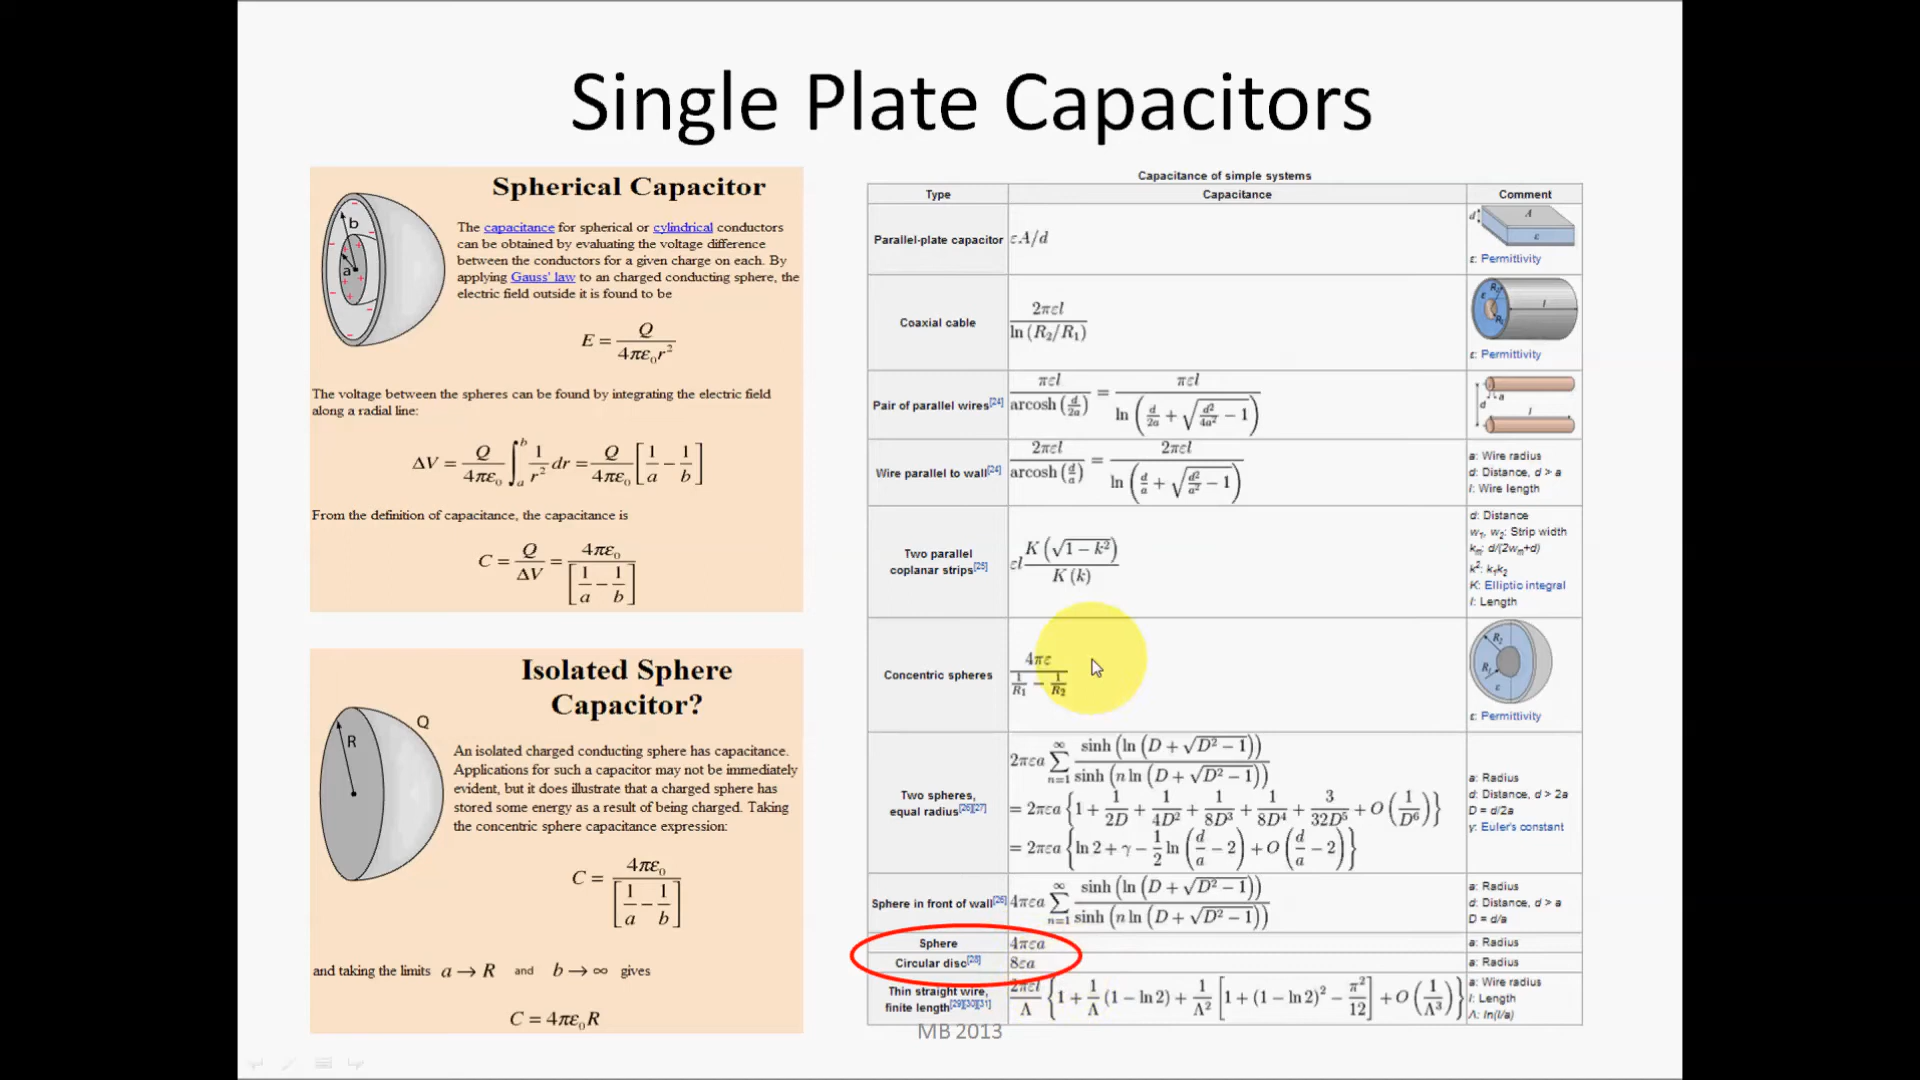 Single Plate Capacitors
Spherical Capacitor
b
a
The capacitance for spherical or cylindrical conductors
can be obtained by evaluating the voltage difference
between the conductors for a given charge on each. By
applying Gauss' law to an charged conducting sphere, the
electric field outside it is found to be
E = Q / 4πε₀r²
The voltage between the spheres can be found by integrating the electric field
along a radial line:
ΔV = Q/4πε₀ ∫ₐᵇ 1/r² dr = Q/4πε₀ [1/a − 1/b]
From the definition of capacitance, the capacitance is
C = Q/ΔV = 4πε₀ / [1/a − 1/b]
Isolated Sphere
Capacitor?
R
Q
An isolated charged conducting sphere has capacitance.
Applications for such a capacitor may not be immediately
evident, but it does illustrate that a charged sphere has
stored some energy as a result of being charged. Taking
the concentric sphere capacitance expression:
C = 4πε₀ / [1/a − 1/b]
and taking the limits a → R and b → ∞ gives
C = 4πε₀R
Capacitance of simple systems
Type Capacitance Comment
Parallel-plate capacitor εA/d
d A ε
ε: Permittivity
Coaxial cable 2πεl / ln (R₂/R₁)
ε R₂ R₁ l
ε: Permittivity
Pair of parallel wires[24] πεl / arcosh (d/2a) = πεl / ln (d/2a + √(d²/4a² − 1))
d a l
Wire parallel to wall[24] 2πεl / arcosh (d/a) = 2πεl / ln (d/a + √(d²/a² − 1))
a: Wire radius
d: Distance, d > a
l: Wire length
Two parallel
coplanar strips[25]
εl K(√(1 − k²)) / K(k)
d: Distance
w₁, w₂: Strip width
kₘ: d/(2wₘ+d)
k²: k₁k₂
K: Elliptic integral
l: Length
Concentric spheres 4πε / (1/R₁ − 1/R₂)
R₂ R₁ ε
ε: Permittivity
Two spheres,
equal radius[26][27]
2πεa ∑ₙ₌₁^∞ sinh (ln (D + √(D² − 1))) / sinh (n ln (D + √(D² − 1)))
= 2πεa {1 + 1/2D + 1/4D² + 1/8D³ + 1/8D⁴ + 3/32D⁵ + O(1/D⁶)}
= 2πεa {ln 2 + γ − 1/2 ln (d/a − 2) + O (d/a − 2)}
a: Radius
d: Distance, d > 2a
D = d/2a
γ: Euler's constant
Sphere in front of wall[26] 4πεa ∑ₙ₌₁^∞ sinh (ln (D + √(D² − 1))) / sinh (n ln (D + √(D² − 1)))
a: Radius
d: Distance, d > a
D = d/a
Sphere 4πεa a: Radius
Circular disc[28] 8εa a: Radius
Thin straight wire,
finite length[29][30][31]
2πεl/Λ {1 + 1/Λ (1 − ln 2) + 1/Λ² [1 + (1 − ln 2)² − π²/12] + O (1/Λ³)}
a: Wire radius
l: Length
Λ: ln(l/a)
MB 2013